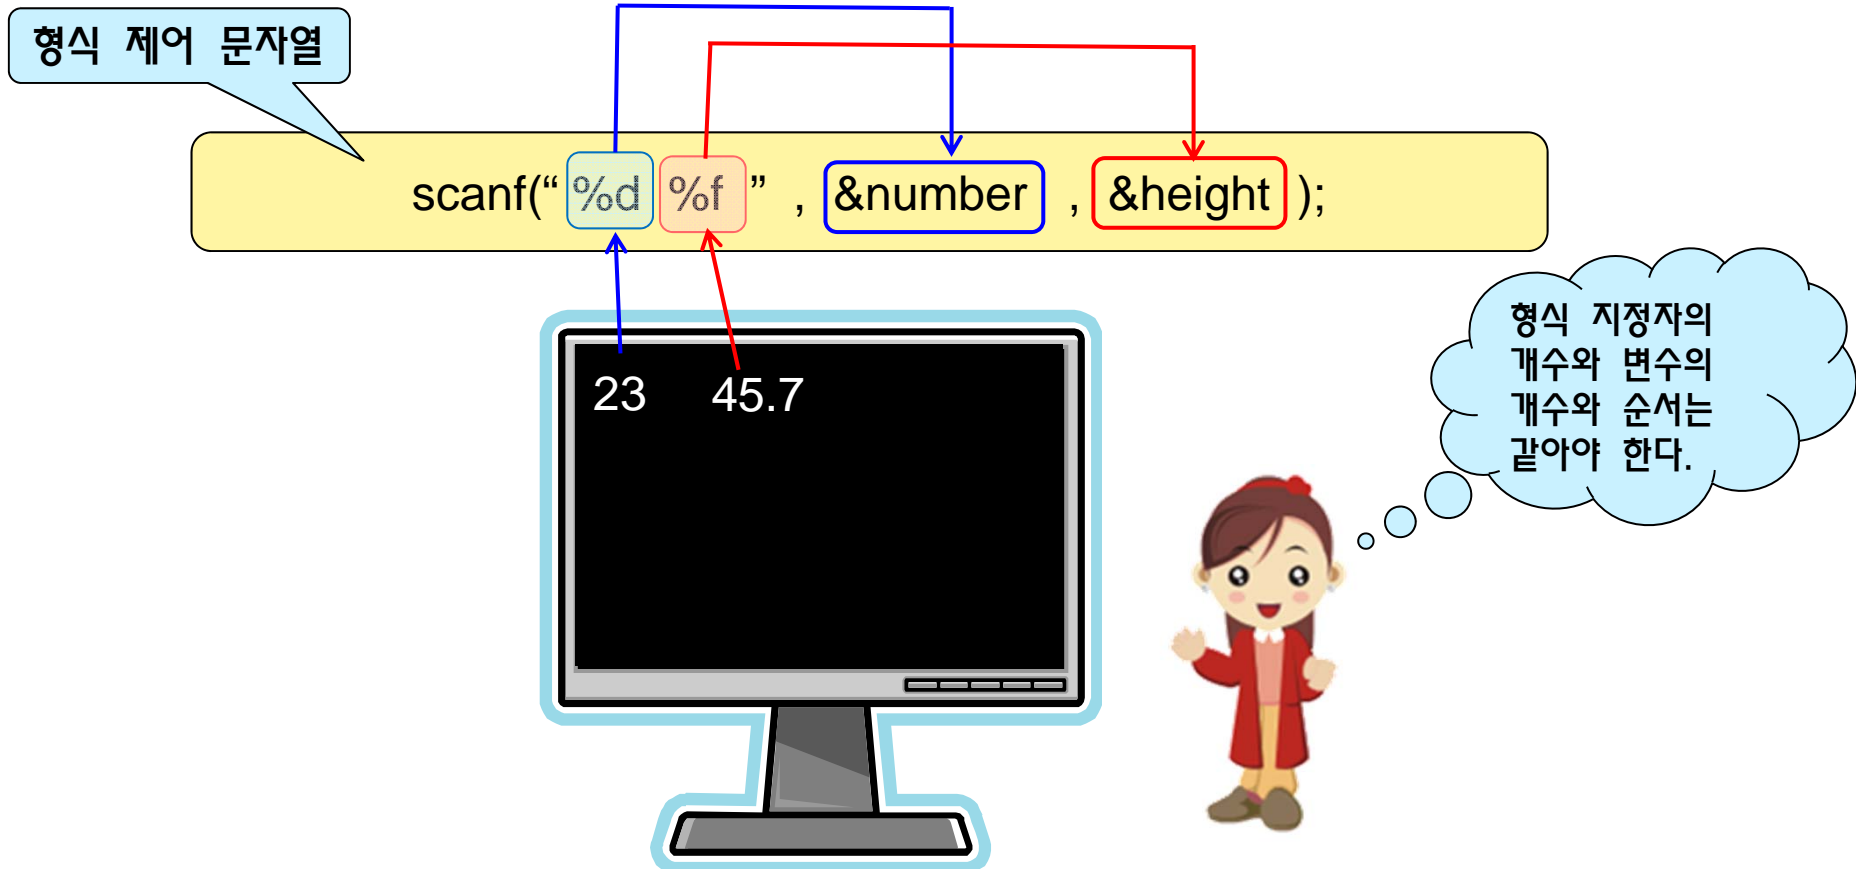 형식 제어 문자열
scanf(“ %d %f ” , &number , &height );
23 45.7
형식 지정자의
개수와 변수의
개수와 순서는
같아야 한다.